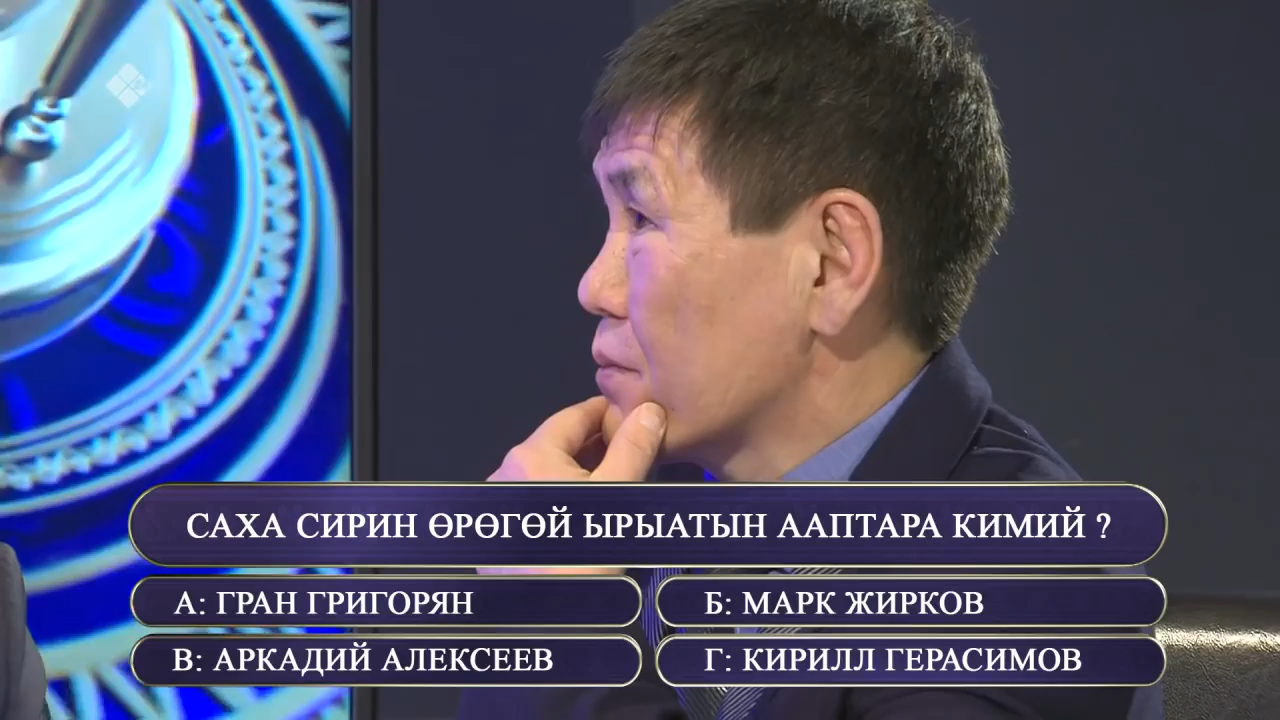 САХА СИРИН ӨРӨГӨЙ ЫРЫАТЫН ААПТАРА КИМИЙ ?
А: ГРАН ГРИГОРЯН
Б: МАРК ЖИРКОВ
В: АРКАДИЙ АЛЕКСЕЕВ
Г: КИРИЛЛ ГЕРАСИМОВ